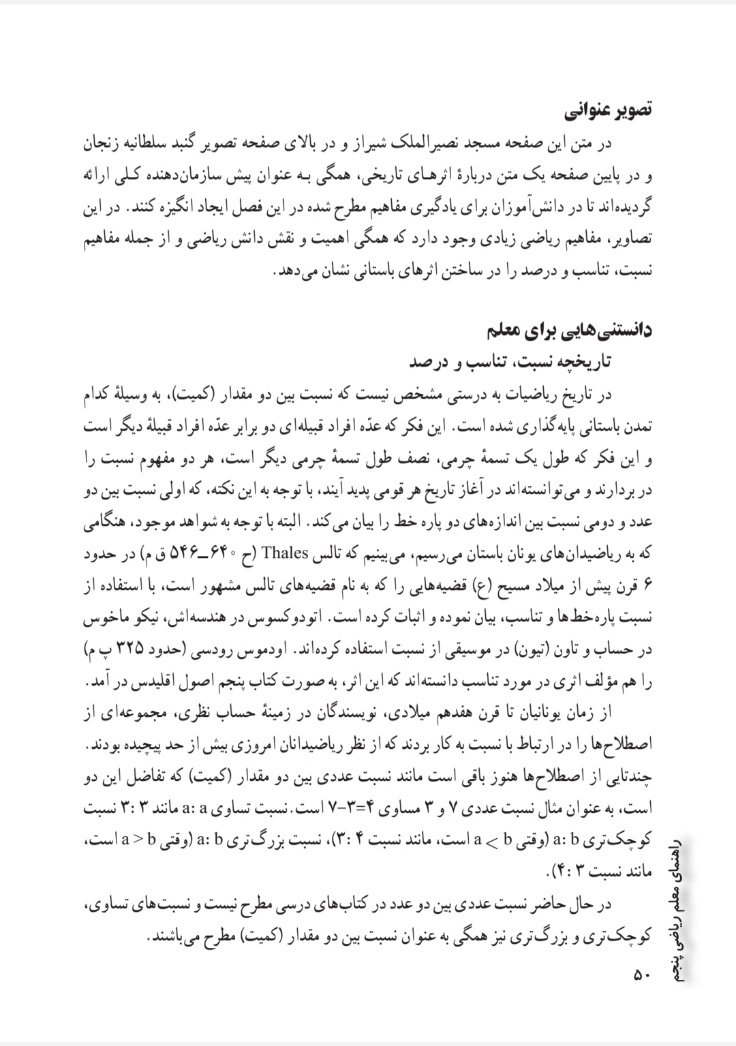 تصویر عنوانی
در متن این صفحه مسجد نصیرالملک شیراز و در بالای صفحه تصویر گنبد سلطانیه زنجان
و در پایین صفحه یک متن دربارهٔ اثرهـای تاریخی، همگی بـه عنوان پیش سازمان‌دهنده کـلی ارائه
گردیده‌اند تا در دانش‌آموزان برای یادگیری مفاهیم مطرح شده در این فصل ایجاد انگیزه کنند. در این
تصاویر، مفاهیم ریاضی زیادی وجود دارد که همگی اهمیت و نقش دانش ریاضی و از جمله مفاهیم
نسبت، تناسب و درصد را در ساختن اثرهای باستانی نشان می‌دهد.
دانستنی‌هایی برای معلم
تاریخچه نسبت، تناسب و درصد
در تاریخ ریاضیات به درستی مشخص نیست که نسبت بین دو مقدار (کمیت)، به وسیلهٔ کدام
تمدن باستانی پایه‌گذاری شده است. این فکر که عدّه افراد قبیله‌ای دو برابر عدّه افراد قبیلهٔ دیگر است
و این فکر که طول یک تسمهٔ چرمی، نصف طول تسمهٔ چرمی دیگر است، هر دو مفهوم نسبت را
در بردارند و می‌توانسته‌اند در آغاز تاریخ هر قومی پدید آیند، با توجه به این نکته، که اولی نسبت بین دو
عدد و دومی نسبت بین اندازه‌های دو پاره خط را بیان می‌کند. البته با توجه به شواهد موجود، هنگامی
که به ریاضیدان‌های یونان باستان می‌رسیم، می‌بینیم که تالس Thales (ح ۶۴۰ــ۵۴۶ ق م) در حدود
۶ قرن پیش از میلاد مسیح (ع) قضیه‌هایی را که به نام قضیه‌های تالس مشهور است، با استفاده از
نسبت پاره‌خط‌ها و تناسب، بیان نموده و اثبات کرده است. اتودوکسوس در هندسه‌اش، نیکو ماخوس
در حساب و تاون (تیون) در موسیقی از نسبت استفاده کرده‌اند. اودموس رودسی (حدود ۳۲۵ پ م)
را هم مؤلف اثری در مورد تناسب دانسته‌اند که این اثر، به صورت کتاب پنجم اصول اقلیدس در آمد.
از زمان یونانیان تا قرن هفدهم میلادی، نویسندگان در زمینهٔ حساب نظری، مجموعه‌ای از
اصطلاح‌ها را در ارتباط با نسبت به کار بردند که از نظر ریاضیدانان امروزی بیش از حد پیچیده بودند.
چندتایی از اصطلاح‌ها هنوز باقی است مانند نسبت عددی بین دو مقدار (کمیت) که تفاضل این دو
است، به عنوان مثال نسبت عددی ۷ و ۳ مساوی ۴=۳−۷ است. نسبت تساوی a:a مانند ۳:۳ نسبت
کوچک‌تری a:b (وقتی a < b است، مانند نسبت ۳:۴)، نسبت بزرگ‌تری a:b (وقتی a > b است،
مانند نسبت ۴:۳).
در حال حاضر نسبت عددی بین دو عدد در کتاب‌های درسی مطرح نیست و نسبت‌های تساوی،
کوچک‌تری و بزرگ‌تری نیز همگی به عنوان نسبت بین دو مقدار (کمیت) مطرح می‌باشند.
راهنمای معلم ریاضی پنجم
۵۰